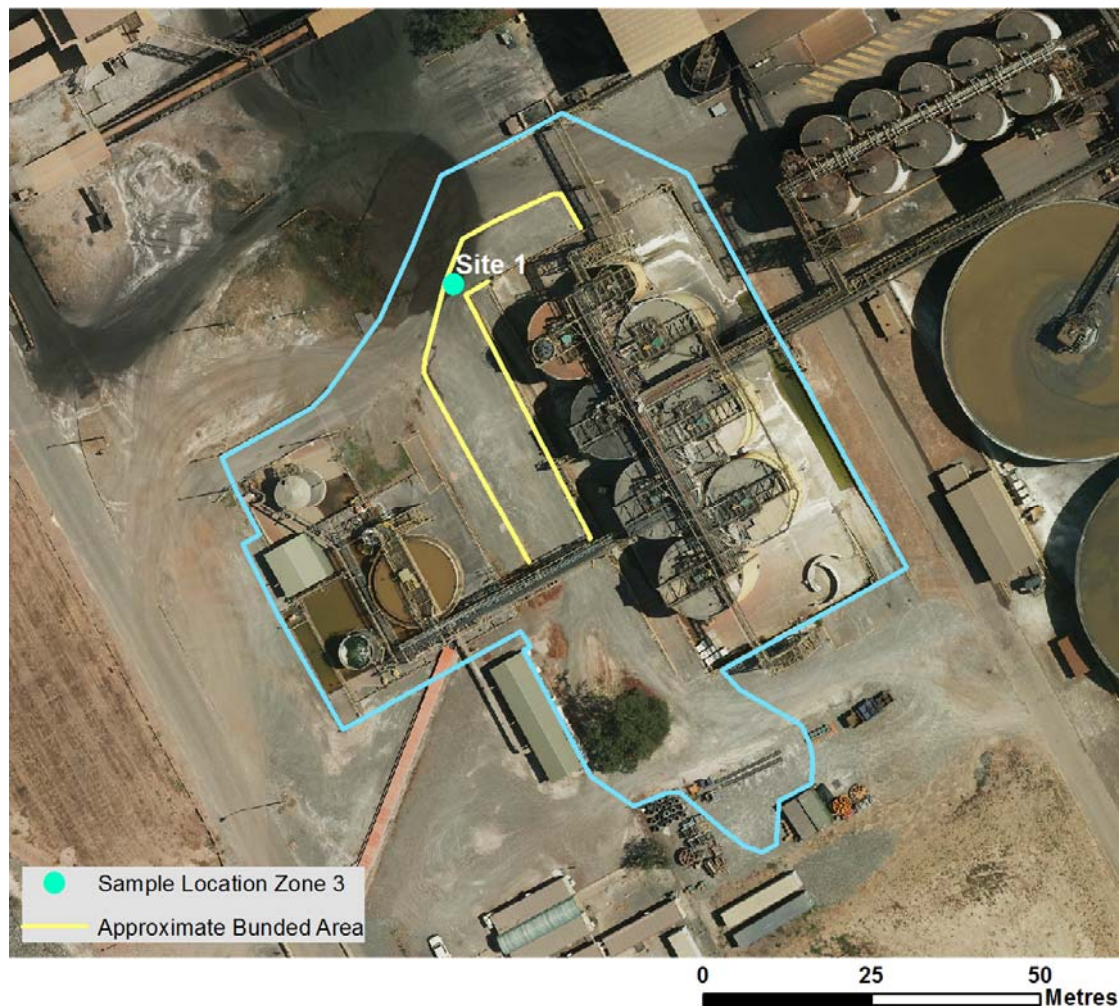 Site 1
Sample Location Zone 3
Approximate Bunded Area
0 25 50
Metres